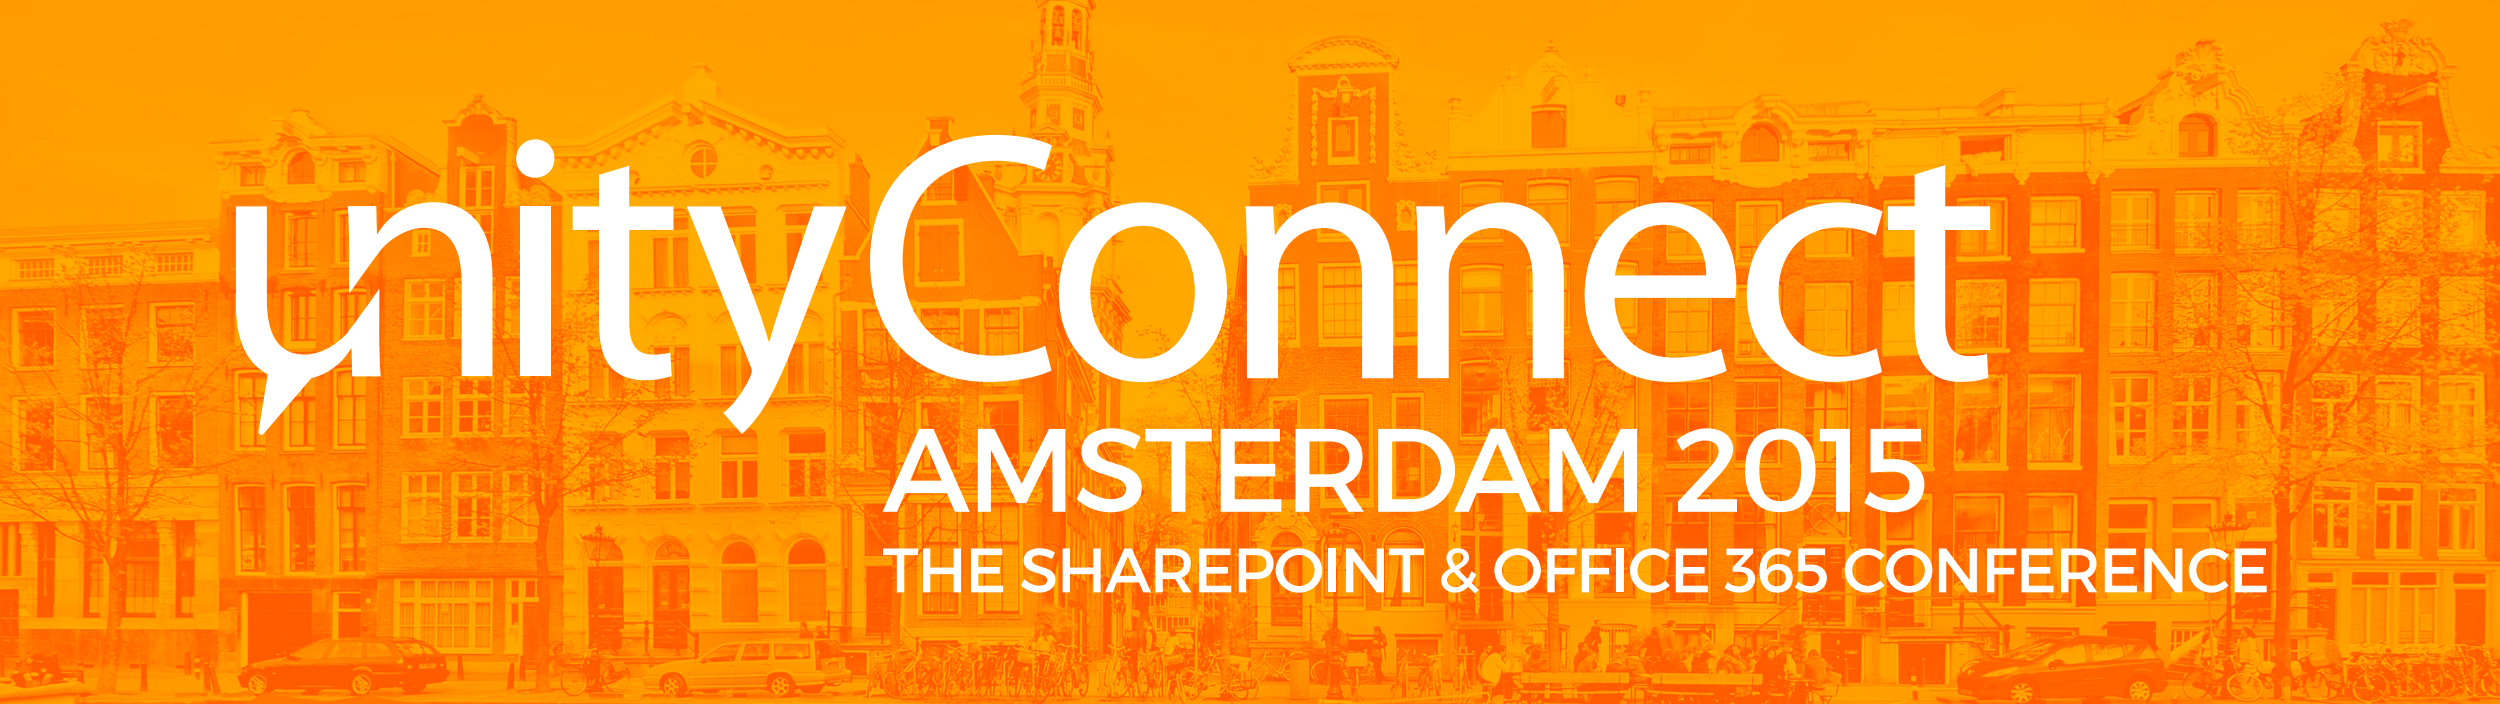 unityConnect
AMSTERDAM 2015
THE SHAREPOINT & OFFICE 365 CONFERENCE